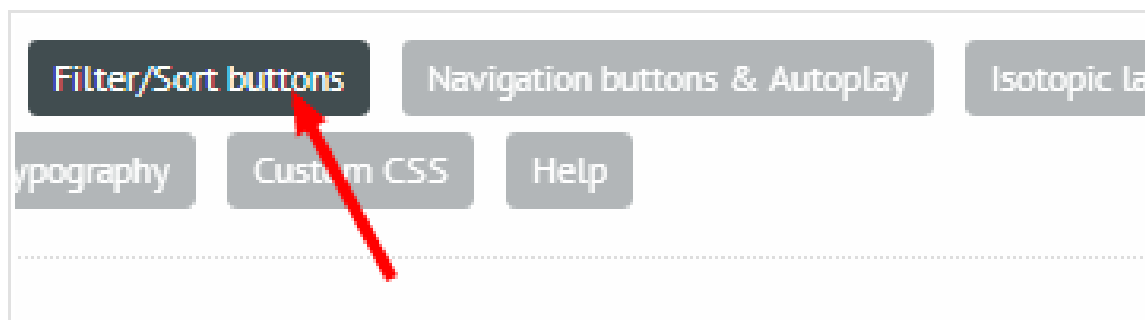 Filter/Sort buttons Navigation buttons & Autoplay Isotopic la
ypography Custom CSS Help